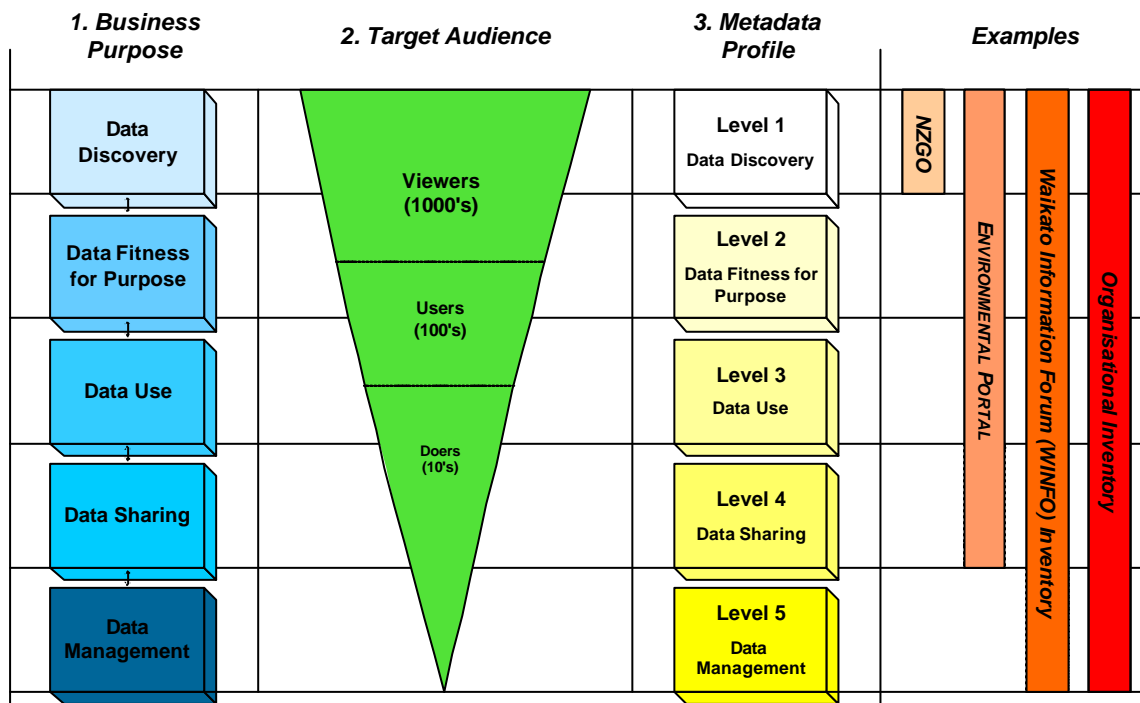 1. Business
Purpose
2. Target Audience
3. Metadata
Profile
Examples
Data
Discovery
Data Fitness
for Purpose
Data Use
Data Sharing
Data
Management
Viewers
(1000's)
Users
(100's)
Doers
(10's)
Level 1
Data Discovery
Level 2
Data Fitness for
Purpose
Level 3
Data Use
Level 4
Data Sharing
Level 5
Data
Management
NZGO
ENVIRONMENTAL PORTAL
Waikato Information Forum (WINFO) Inventory
Organisational Inventory